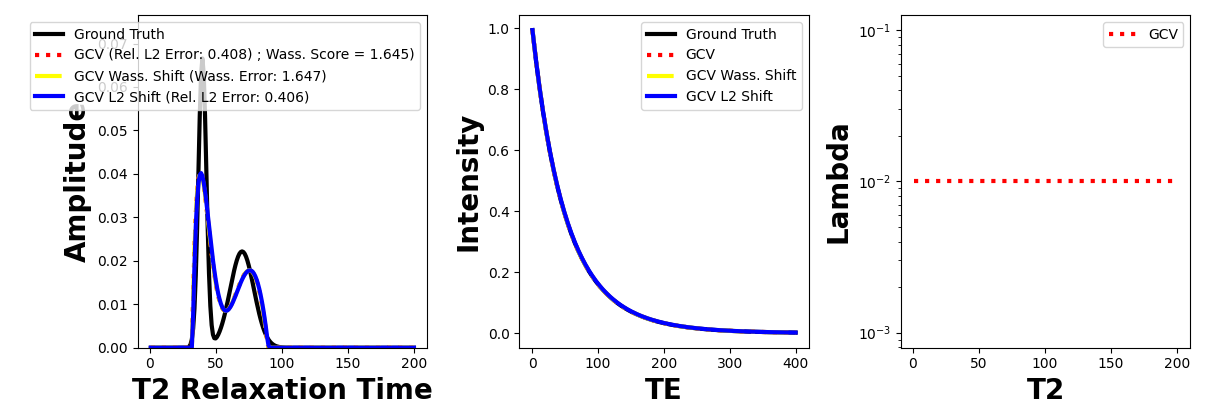 Ground Truth
GCV (Rel. L2 Error: 0.408) ; Wass. Score = 1.645)
GCV Wass. Shift (Wass. Error: 1.647)
GCV L2 Shift (Rel. L2 Error: 0.406)
0.07
0.06
0.05
0.04
0.03
0.02
0.01
0.00
Amplitude
0 50 100 150 200
T2 Relaxation Time
Ground Truth
GCV
GCV Wass. Shift
GCV L2 Shift
1.0
0.8
0.6
0.4
0.2
0.0
Intensity
0 100 200 300 400
TE
GCV
10⁻¹
10⁻²
10⁻³
Lambda
0 50 100 150 200
T2